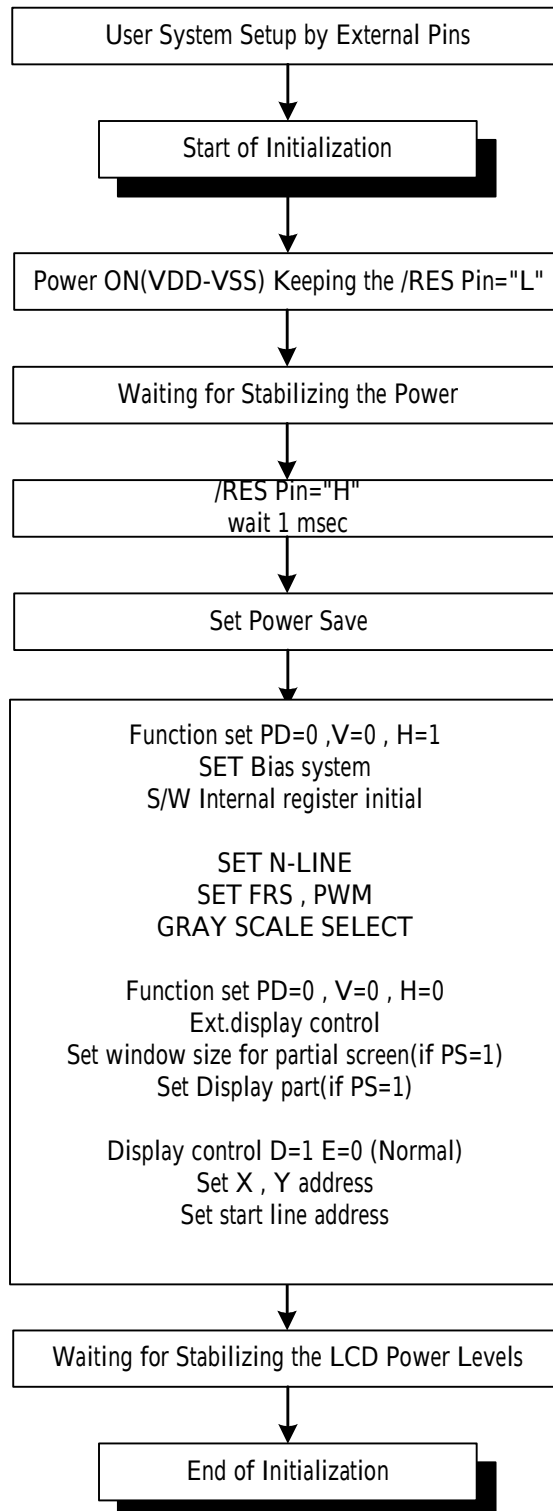 User System Setup by External Pins
Start of Initialization
Power ON(VDD-VSS) Keeping the /RES Pin="L"
Waiting for Stabilizing the Power
/RES Pin="H"
wait 1 msec
Set Power Save
Function set PD=0 ,V=0 , H=1
SET Bias system
S/W Internal register initial
SET N-LINE
SET FRS , PWM
GRAY SCALE SELECT
Function set PD=0 , V=0 , H=0
Ext.display control
Set window size for partial screen(if PS=1)
Set Display part(if PS=1)
Display control D=1 E=0 (Normal)
Set X , Y address
Set start line address
Waiting for Stabilizing the LCD Power Levels
End of Initialization